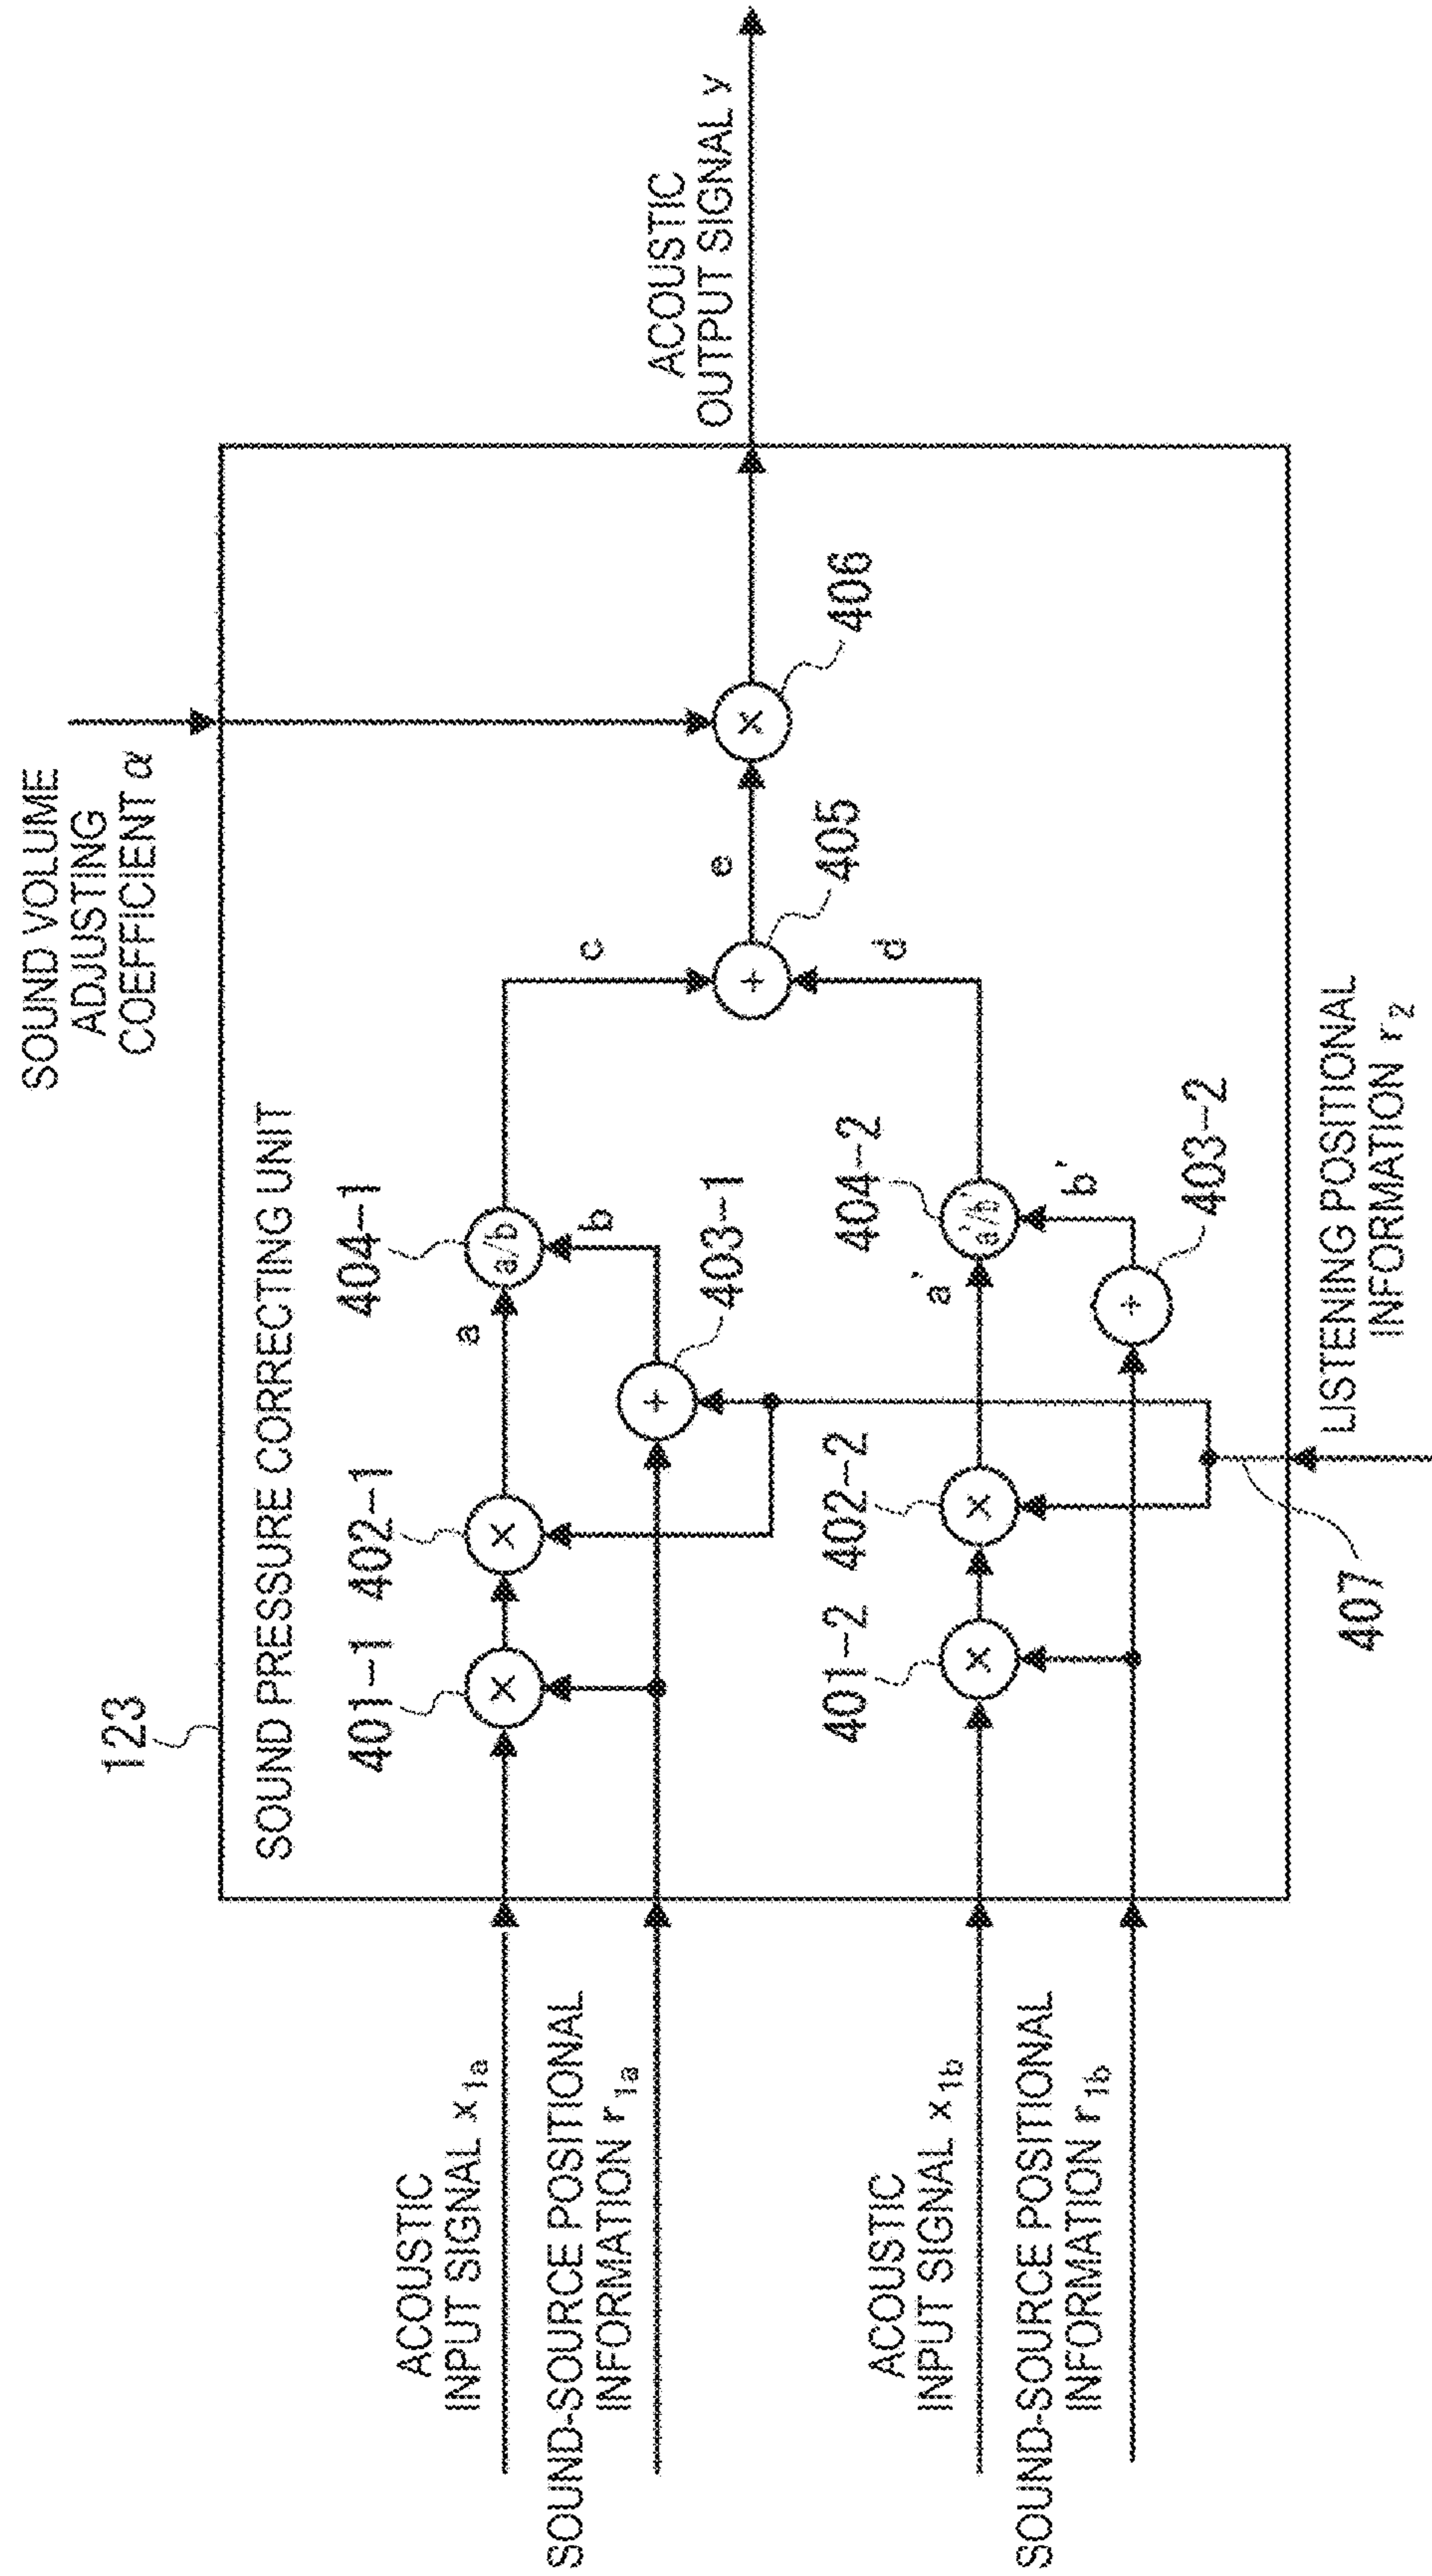 SOUND VOLUME
ADJUSTING
COEFFICIENT α
123
SOUND PRESSURE CORRECTING UNIT
401-1
402-1
404-1
×
×
a
a/b
c
ACOUSTIC
INPUT SIGNAL x1a
b
+
403-1
SOUND-SOURCE POSITIONAL
INFORMATION r1a
+
405
e
×
406
ACOUSTIC
OUTPUT SIGNAL y
401-2
402-2
404-2
×
×
a'
a'/b'
d
ACOUSTIC
INPUT SIGNAL x1b
b'
+
403-2
SOUND-SOURCE POSITIONAL
INFORMATION r1b
407
LISTENING POSITIONAL
INFORMATION r2